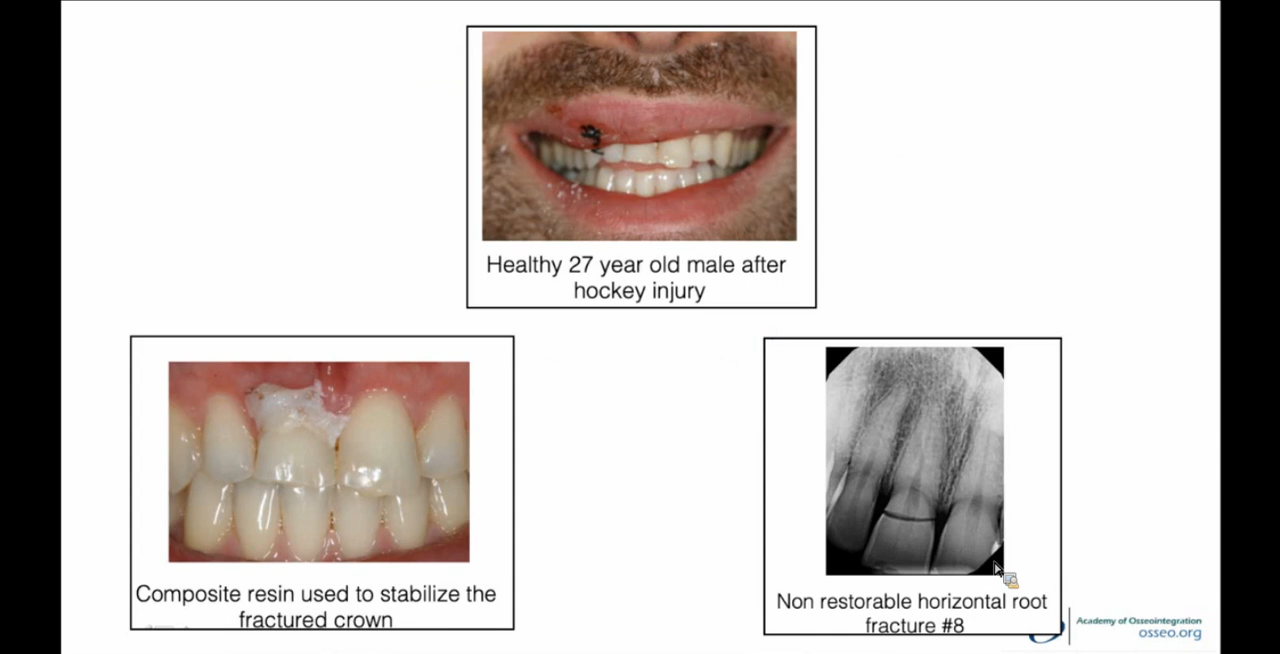 Healthy 27 year old male after
hockey injury
Composite resin used to stabilize the
fractured crown
Non restorable horizontal root
fracture #8
Academy of Osseointegration
osseo.org